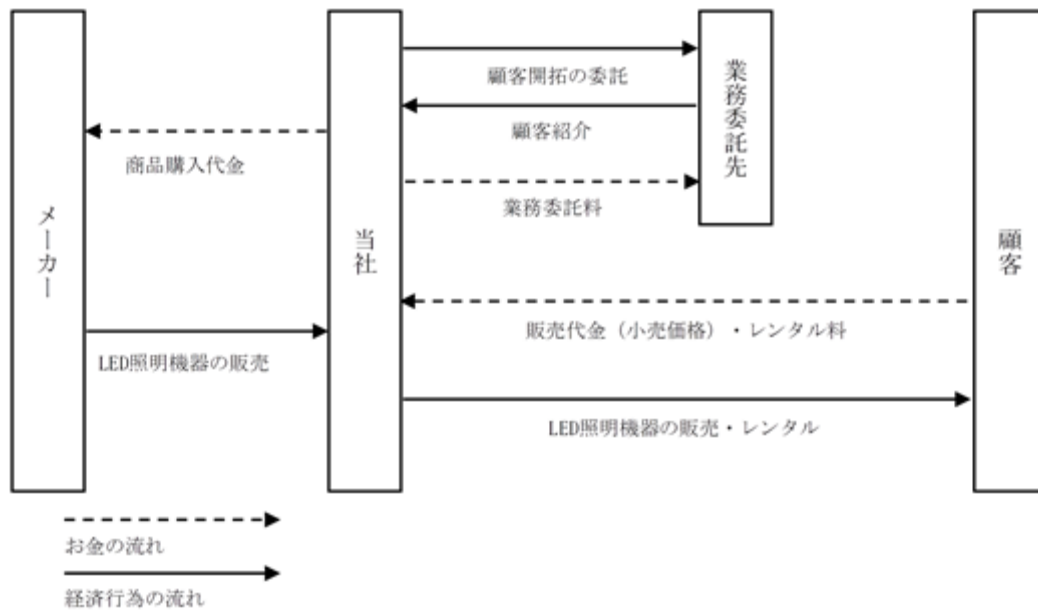 顧客開拓の委託
顧客紹介
業務委託先
商品購入代金
業務委託料
メーカー
当社
顧客
販売代金（小売価格）・レンタル料
LED照明機器の販売
LED照明機器の販売・レンタル
お金の流れ
経済行為の流れ